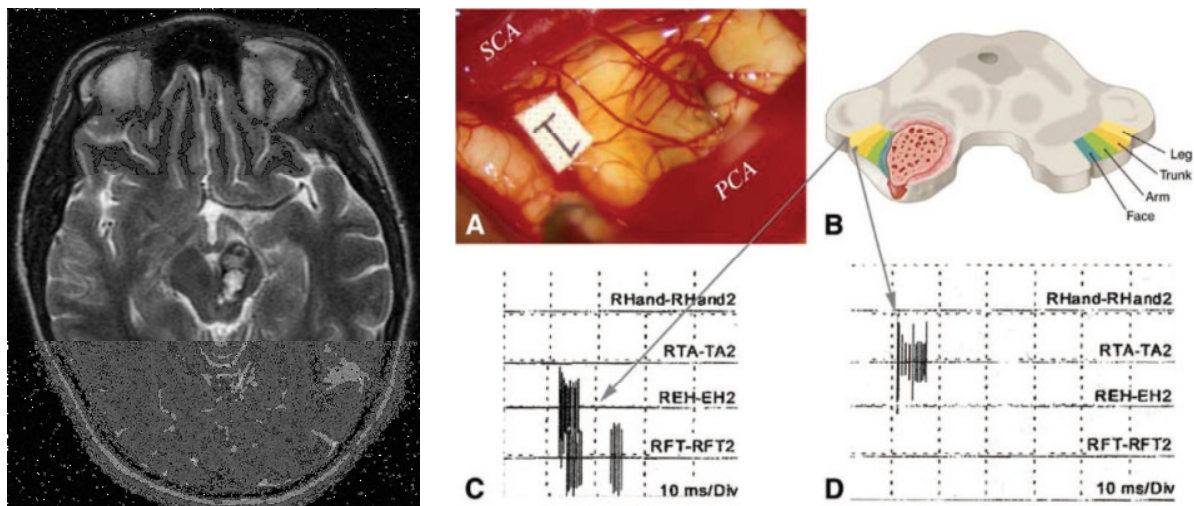 SCA
PCA
A
Leg
Trunk
Arm
Face
B
RHand-RHand2
RTA-TA2
REH-EH2
RFT-RFT2
C
10 ms/Div
RHand-RHand2
RTA-TA2
REH-EH2
RFT-RFT2
D
10 ms/Div